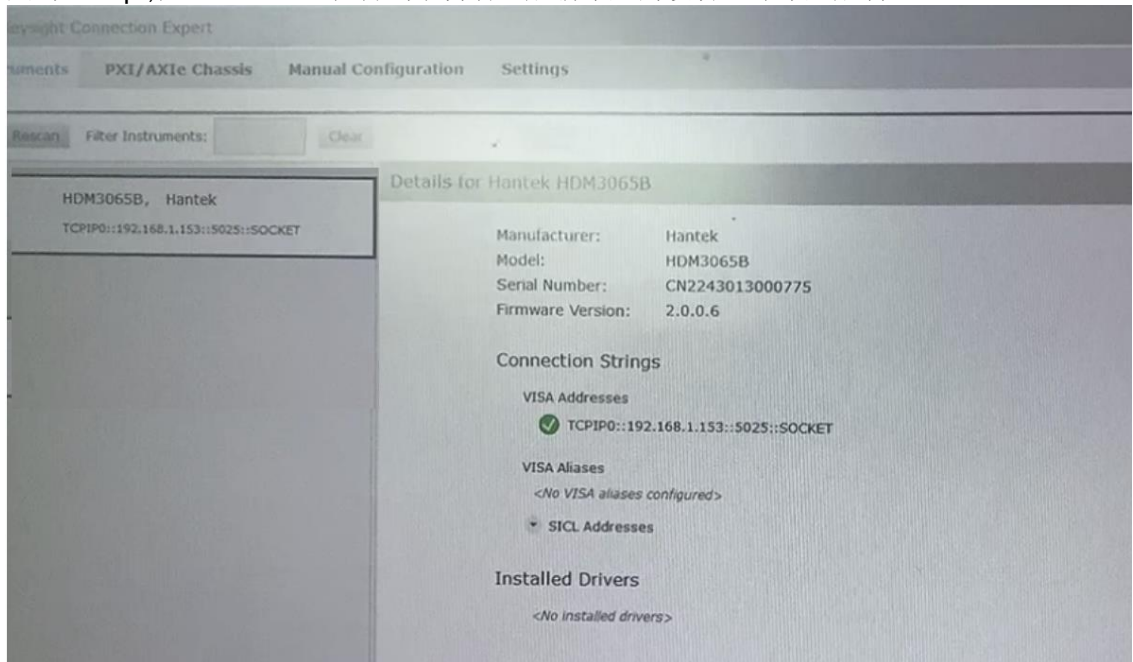 Connection Expert
PXI/AXIe Chassis Manual Configuration Settings
Rescan Filter Instruments: Clear
HDM3065B, Hantek
TCPIP0::192.168.1.153::5025::SOCKET
Details for Hantek HDM3065B
Manufacturer: Hantek
Model: HDM3065B
Serial Number: CN2243013000775
Firmware Version: 2.0.0.6
Connection Strings
VISA Addresses
TCPIP0::192.168.1.153::5025::SOCKET
VISA Aliases
<No VISA aliases configured>
SICL Addresses
Installed Drivers
<No installed drivers>